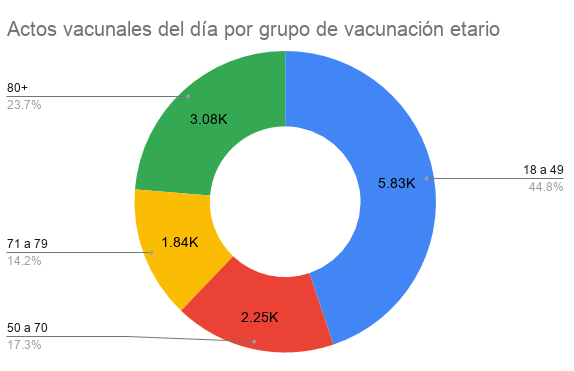 Actos vacunales del día por grupo de vacunación etario
80+
23.7%
3.08K
18 a 49
44.8%
5.83K
71 a 79
14.2%
1.84K
50 a 70
17.3%
2.25K